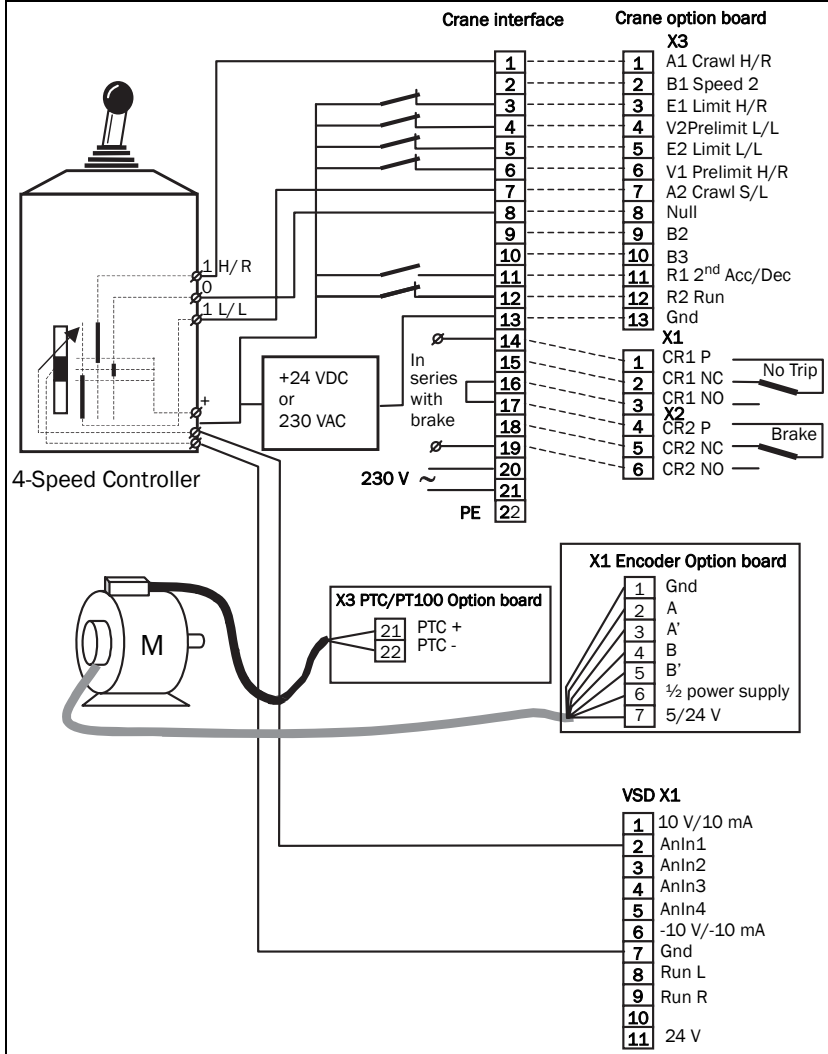 Crane interface
Crane option board
X3
1 1 A1 Crawl H/R
2 2 B1 Speed 2
3 3 E1 Limit H/R
4 4 V2Prelimit L/L
5 5 E2 Limit L/L
6 6 V1 Prelimit H/R
7 7 A2 Crawl S/L
8 8 Null
9 9 B2
10 10 B3
11 11 R1 2nd Acc/Dec
12 12 R2 Run
13 13 Gnd
14
15
16
17
18
19
20
21
22
X1
1 CR1 P
2 CR1 NC
3 CR1 NO
No Trip
X2
4 CR2 P
5 CR2 NC
6 CR2 NO
Brake
1 H/R
0
1 L/L
+
+24 VDC
or
230 VAC
In
series
with
brake
230 V ~
PE
4-Speed Controller
M
X3 PTC/PT100 Option board
21 PTC +
22 PTC -
X1 Encoder Option board
1 Gnd
2 A
3 A'
4 B
5 B'
6 ½ power supply
7 5/24 V
VSD X1
1 10 V/10 mA
2 AnIn1
3 AnIn2
4 AnIn3
5 AnIn4
6 -10 V/-10 mA
7 Gnd
8 Run L
9 Run R
10
11 24 V